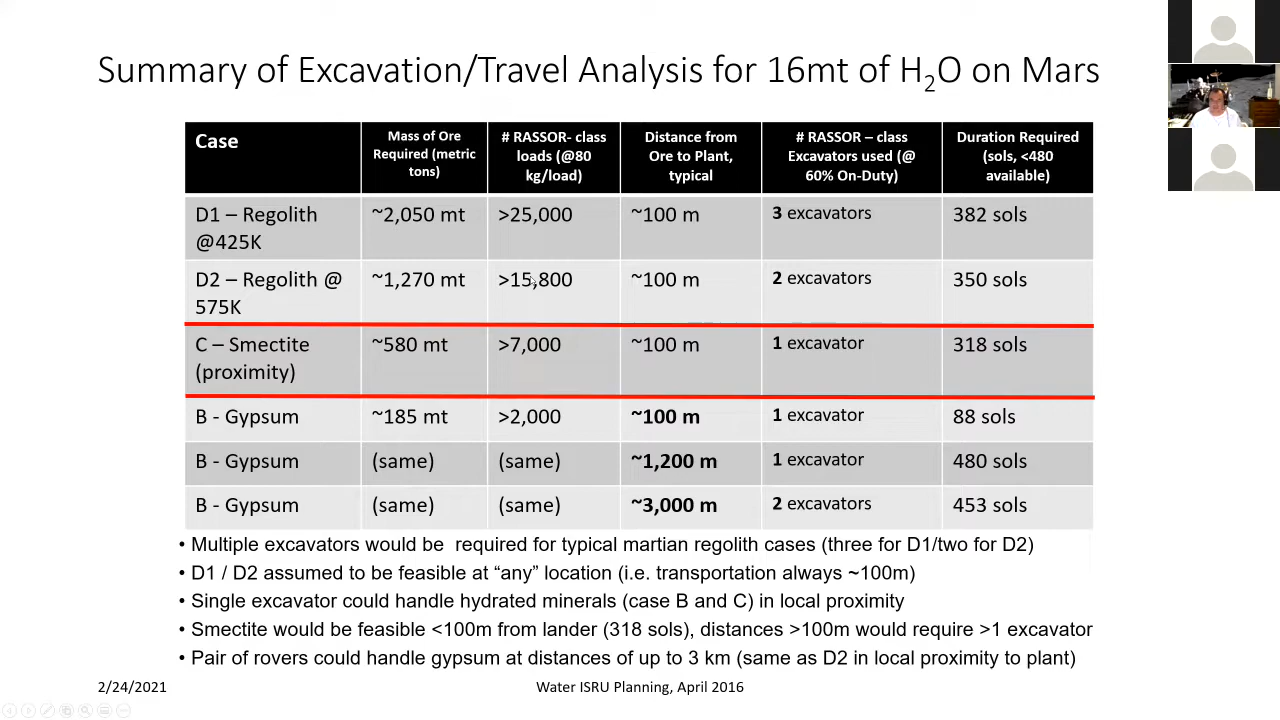 Summary of Excavation/Travel Analysis for 16mt of H2O on Mars
Case
Mass of Ore
Required (metric
tons)
# RASSOR- class
loads (@80
kg/load)
Distance from
Ore to Plant,
typical
# RASSOR – class
Excavators used (@
60% On-Duty)
Duration Required
(sols, <480
available)
D1 – Regolith
@425K
~2,050 mt
>25,000
~100 m
3 excavators
382 sols
D2 – Regolith @
575K
~1,270 mt
>15,800
~100 m
2 excavators
350 sols
C – Smectite
(proximity)
~580 mt
>7,000
~100 m
1 excavator
318 sols
B - Gypsum
~185 mt
>2,000
~100 m
1 excavator
88 sols
B - Gypsum
(same)
(same)
~1,200 m
1 excavator
480 sols
B - Gypsum
(same)
(same)
~3,000 m
2 excavators
453 sols
• Multiple excavators would be  required for typical martian regolith cases (three for D1/two for D2)
• D1 / D2 assumed to be feasible at “any” location (i.e. transportation always ~100m)
• Single excavator could handle hydrated minerals (case B and C) in local proximity
• Smectite would be feasible <100m from lander (318 sols), distances >100m would require >1 excavator
• Pair of rovers could handle gypsum at distances of up to 3 km (same as D2 in local proximity to plant)
2/24/2021
Water ISRU Planning, April 2016